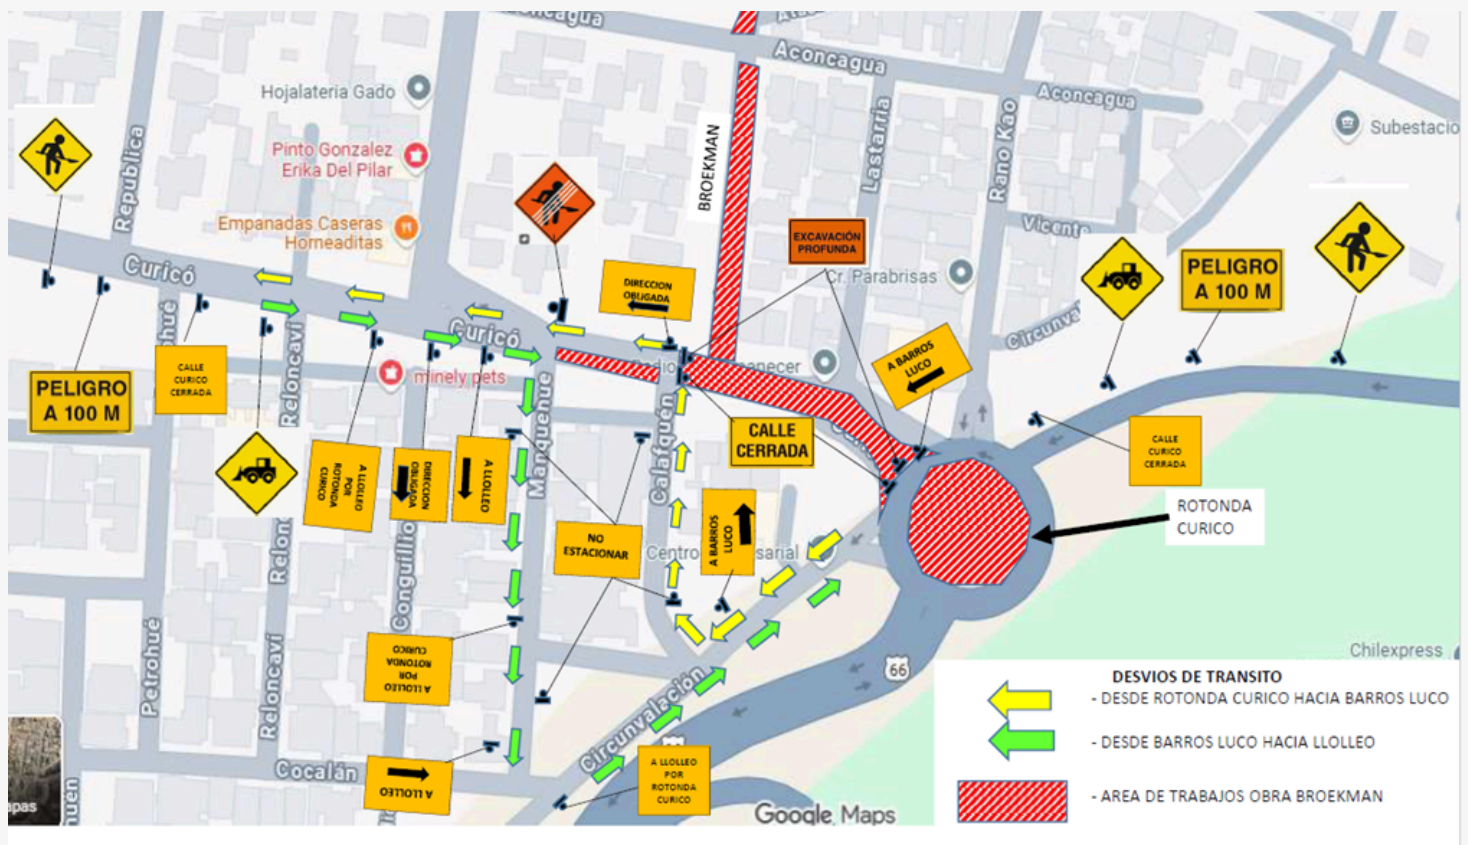 Aconcagua
Aconcagua
Aconcagua
Hojalateria Gado
Pinto Gonzalez
Erika Del Pilar
Empanadas Caseras
Horneaditas
Republica
BROEKMAN
Lastarria
Rano Kao
Subestacio
Vicente
Circunva
EXCAVACIÓN
PROFUNDA
Cr. Parabrisas
PELIGRO
A 100 M
DIRECCION
OBLIGADA
Curicó
Curicó
CALLE
CURICO
CERRADA
PELIGRO
A 100 M
Reloncaví
minely pets
A BARROS
LUCO
CALLE
CERRADA
CALLE
CURICO
CERRADA
ROTONDA
CURICO
A LLOLLEO
POR
ROTONDA
CURICO
DIRECCION
OBLIGADA
A LLOLLEO
Manquehue
Calafquén
NO
ESTACIONAR
A BARROS
LUCO
Conguillio
Petrohué
Reloncaví
A LLOLLEO
POR
ROTONDA
CURICO
66
Chilexpress
Circunvalación
Cocalán
A LLOLLEO
A LLOLLEO
POR
ROTONDA
CURICO
Google Maps
DESVIOS DE TRANSITO
- DESDE ROTONDA CURICO HACIA BARROS LUCO
- DESDE BARROS LUCO HACIA LLOLLEO
- AREA DE TRABAJOS OBRA BROEKMAN